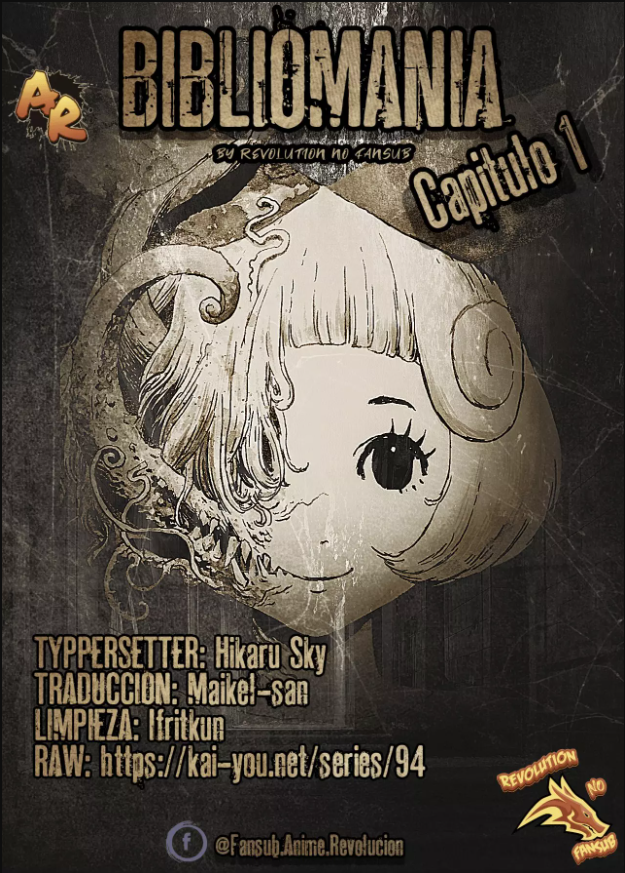 BIBLIOMANIA
AR
BY REVOLUTION NO FANSUB
Capitulo 1
TYPPERSETTER: Hikaru Sky
TRADUCCION: Maikel-san
LIMPIEZA: Ifritkun
RAW: https://kai-you.net/series/94
REVOLUTION
NO
FANSUB
f @Fansub.Anime.Revolucion